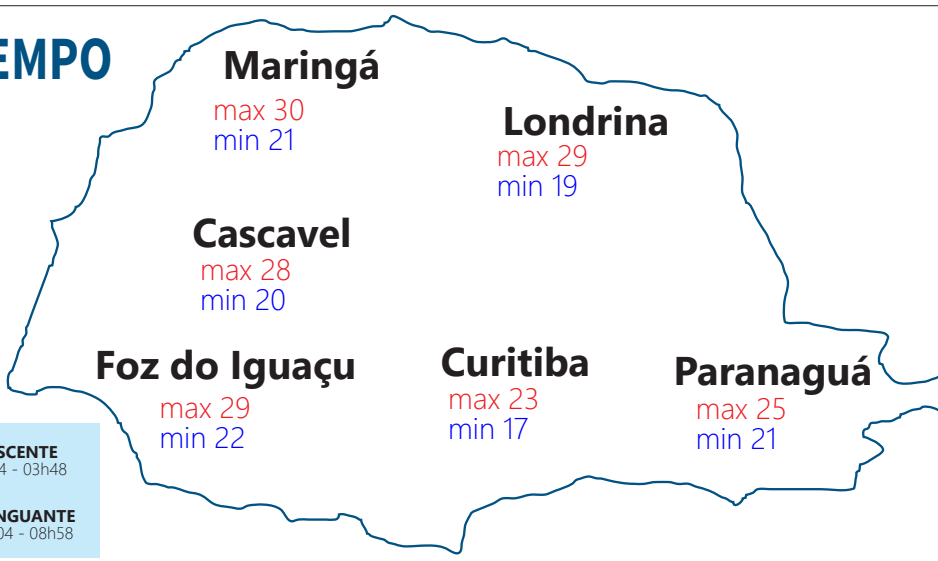 EMPO
Maringá
max 30
min 21
Londrina
max 29
min 19
Cascavel
max 28
min 20
Foz do Iguaçu
max 29
min 22
Curitiba
max 23
min 17
Paranaguá
max 25
min 21
SCENTE
4 - 03h48
NGUANTE
04 - 08h58